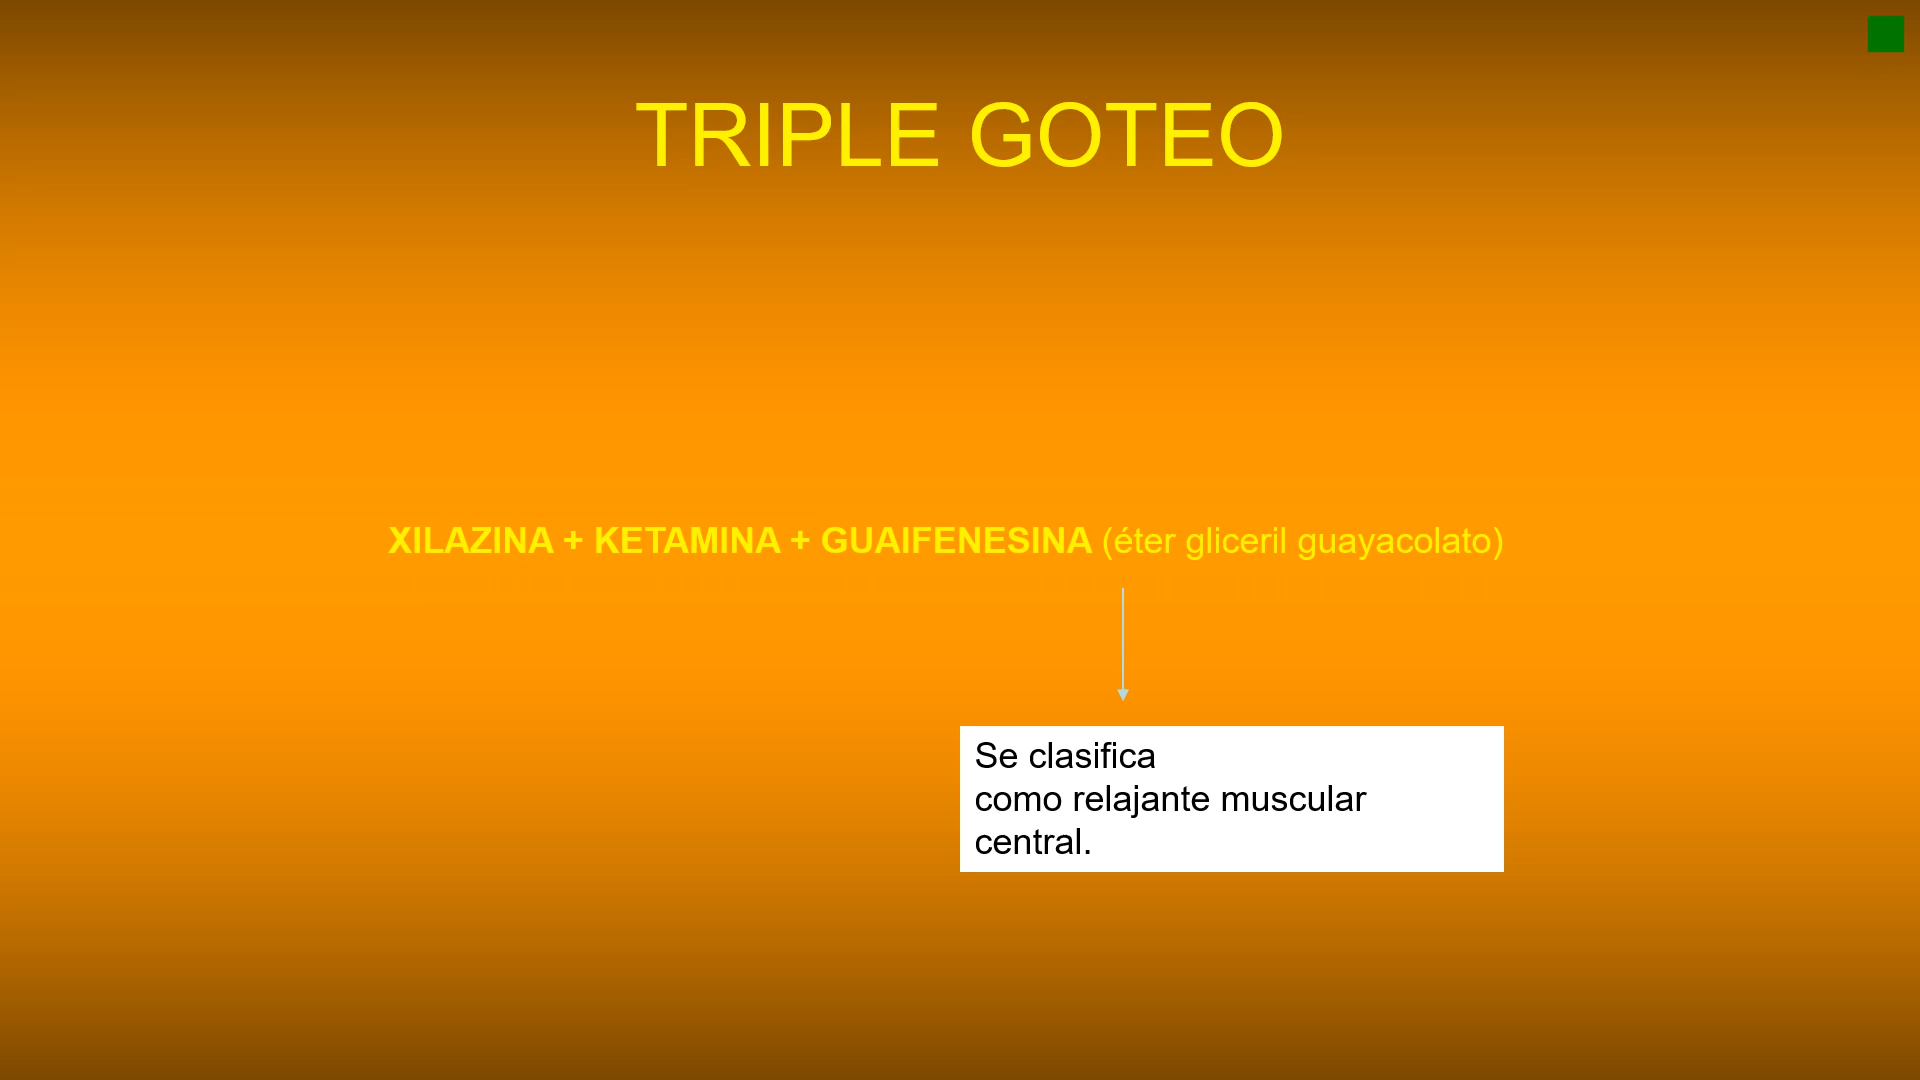 TRIPLE GOTEO
XILAZINA + KETAMINA + GUAIFENESINA (éter gliceril guayacolato)
Se clasifica
como relajante muscular
central.